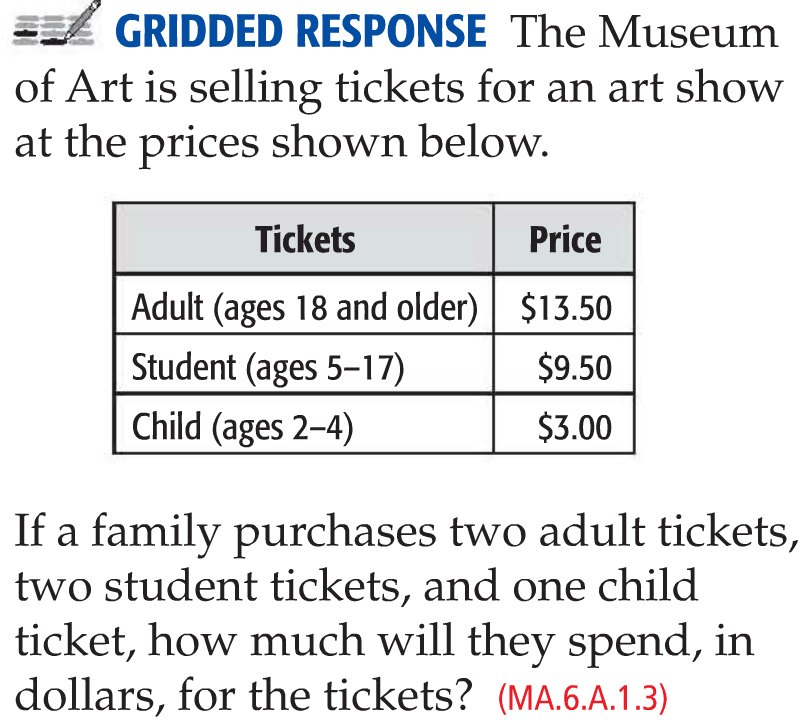 GRIDDED RESPONSE The Museum
of Art is selling tickets for an art show
at the prices shown below.
Tickets Price
Adult (ages 18 and older) $13.50
Student (ages 5–17) $9.50
Child (ages 2–4) $3.00
If a family purchases two adult tickets,
two student tickets, and one child
ticket, how much will they spend, in
dollars, for the tickets? (MA.6.A.1.3)